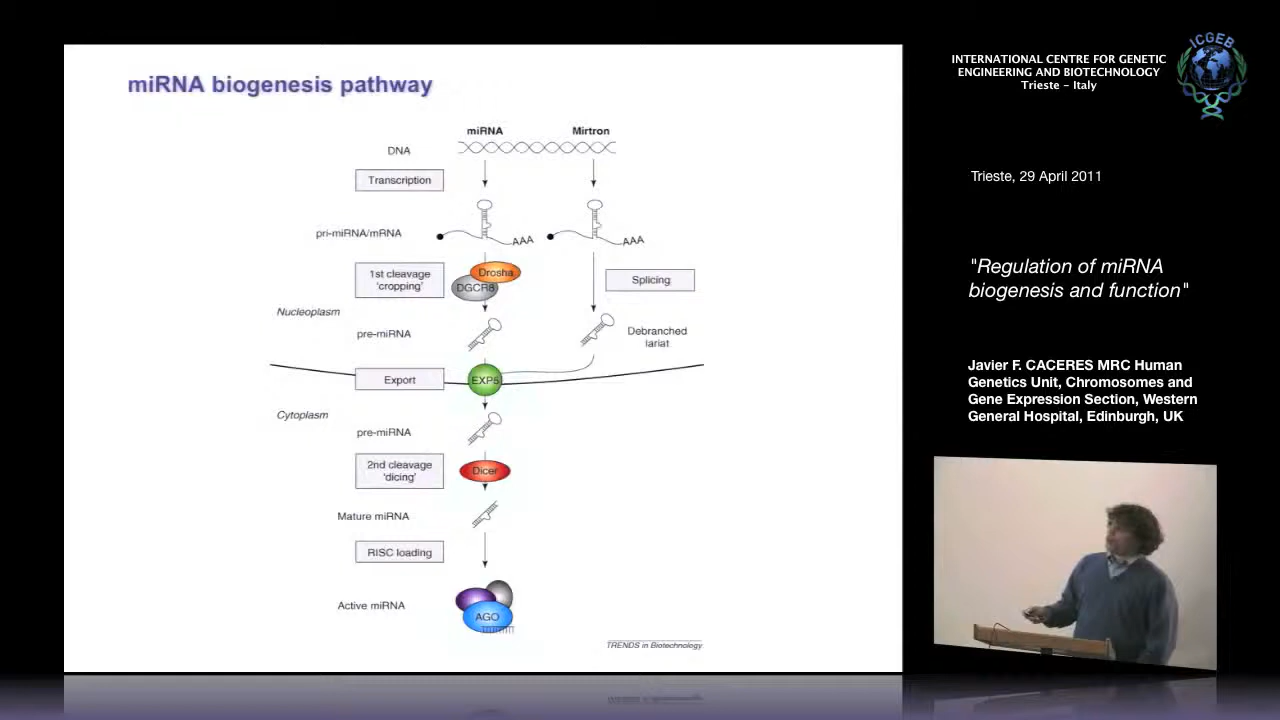 miRNA biogenesis pathway
miRNA
Mirtron
DNA
Transcription
pri-miRNA/mRNA
AAA
AAA
1st cleavage
'cropping'
Drosha
DGCR8
Splicing
Nucleoplasm
pre-miRNA
Debranched
lariat
Export
EXP5
Cytoplasm
pre-miRNA
2nd cleavage
'dicing'
Dicer
Mature miRNA
RISC loading
Active miRNA
AGO
TRENDS in Biotechnology
INTERNATIONAL CENTRE FOR GENETIC
ENGINEERING AND BIOTECHNOLOGY
Trieste - Italy
ICGEB
Trieste, 29 April 2011
"Regulation of miRNA
biogenesis and function"
Javier F. CACERES MRC Human
Genetics Unit, Chromosomes and
Gene Expression Section, Western
General Hospital, Edinburgh, UK